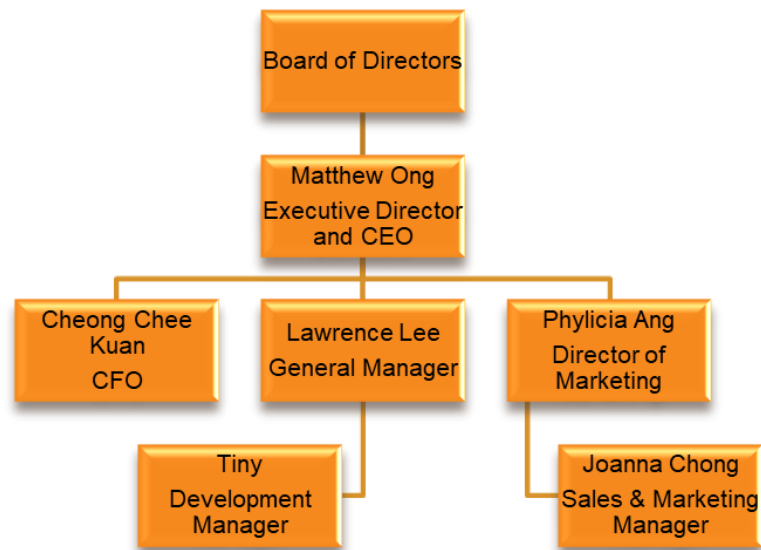 Board of Directors
Matthew Ong
Executive Director
and CEO
Cheong Chee
Kuan
CFO
Lawrence Lee
General Manager
Phylicia Ang
Director of
Marketing
Tiny
Development
Manager
Joanna Chong
Sales & Marketing
Manager